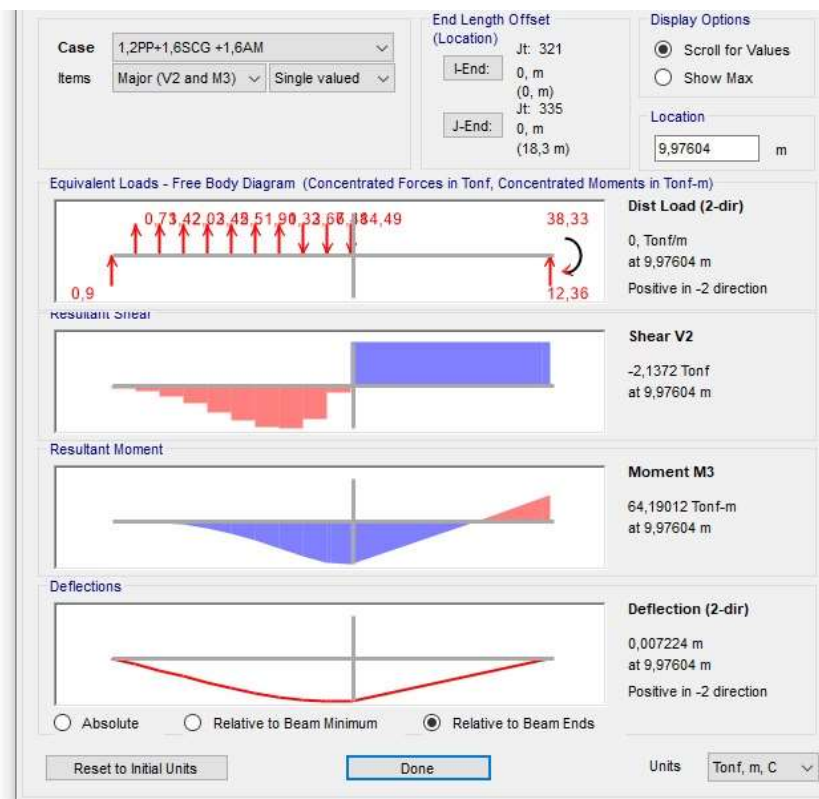 End Length Offset
(Location)
Display Options
Case 1,2PP+1,6SCG +1,6AM
Items Major (V2 and M3) Single valued
Jt: 321
I-End: 0, m
(0, m)
Jt: 335
J-End: 0, m
(18,3 m)
Scroll for Values
Show Max
Location
9,97604 m
Equivalent Loads - Free Body Diagram (Concentrated Forces in Tonf, Concentrated Moments in Tonf-m)
38,33
0,9
12,36
Dist Load (2-dir)
0, Tonf/m
at 9,97604 m
Positive in -2 direction
Resultant Shear
Shear V2
-2,1372 Tonf
at 9,97604 m
Resultant Moment
Moment M3
64,19012 Tonf-m
at 9,97604 m
Deflections
Deflection (2-dir)
0,007224 m
at 9,97604 m
Positive in -2 direction
Absolute Relative to Beam Minimum Relative to Beam Ends
Reset to Initial Units Done Units Tonf, m, C